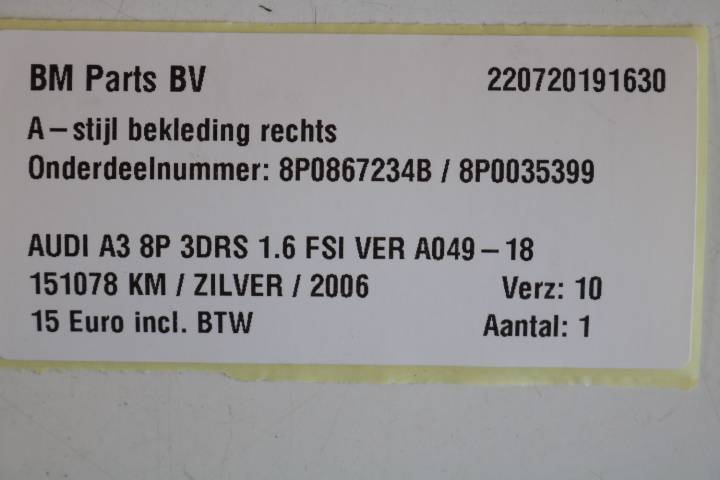 BM Parts BV 220720191630
A-stijl bekleding rechts
Onderdeelnummer: 8P0867234B / 8P0035399
AUDI A3 8P 3DRS 1.6 FSI VER A049-18
151078 KM / ZILVER / 2006 Verz: 10
15 Euro incl. BTW Aantal: 1